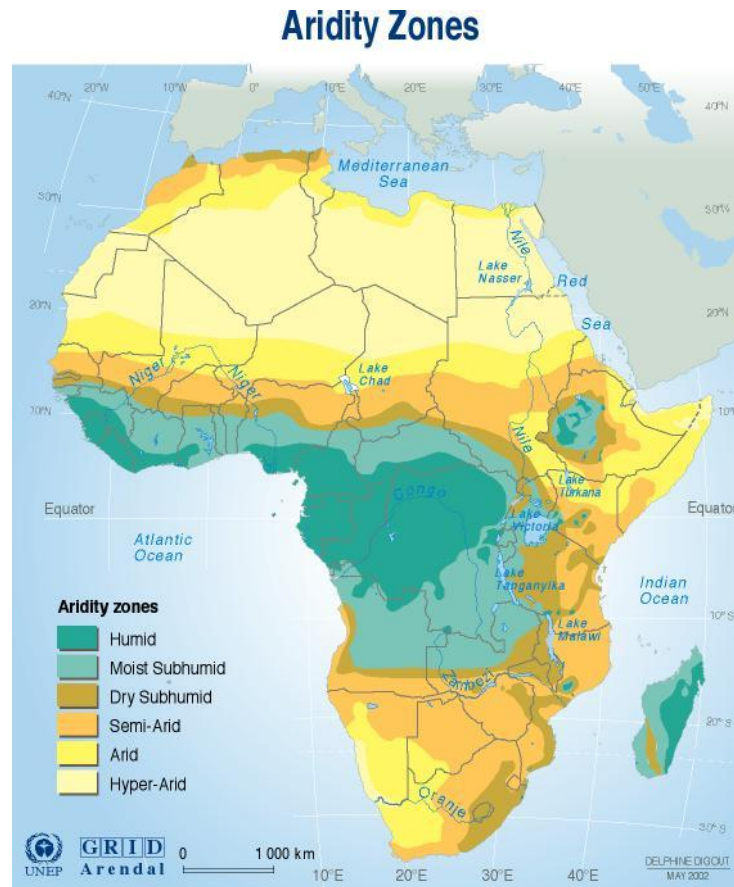 Aridity Zones
20°W
10°W
0°
10°E
20°E
30°E
40°E
50°E
40°N
40°N
Mediterranean
Sea
30°N
30°N
Nile
Lake
Nasser
Red
Sea
20°N
20°N
Niger
Niger
Lake
Chad
10°N
10°N
Nile
Lake
Turkana
Congo
Equator
Equator
Lake
Victoria
Atlantic
Ocean
Lake
Tanganyika
Indian
Ocean
Aridity zones
Humid
Moist Subhumid
Dry Subhumid
Semi-Arid
Arid
Hyper-Arid
10°S
Lake
Malawi
Zambezi
20°S
Oranje
30°S
UNEP
GRID
Arendal
0
1 000 km
10°E
20°E
30°E
40°E
DELPHINE DIGOUT
MAY 2002